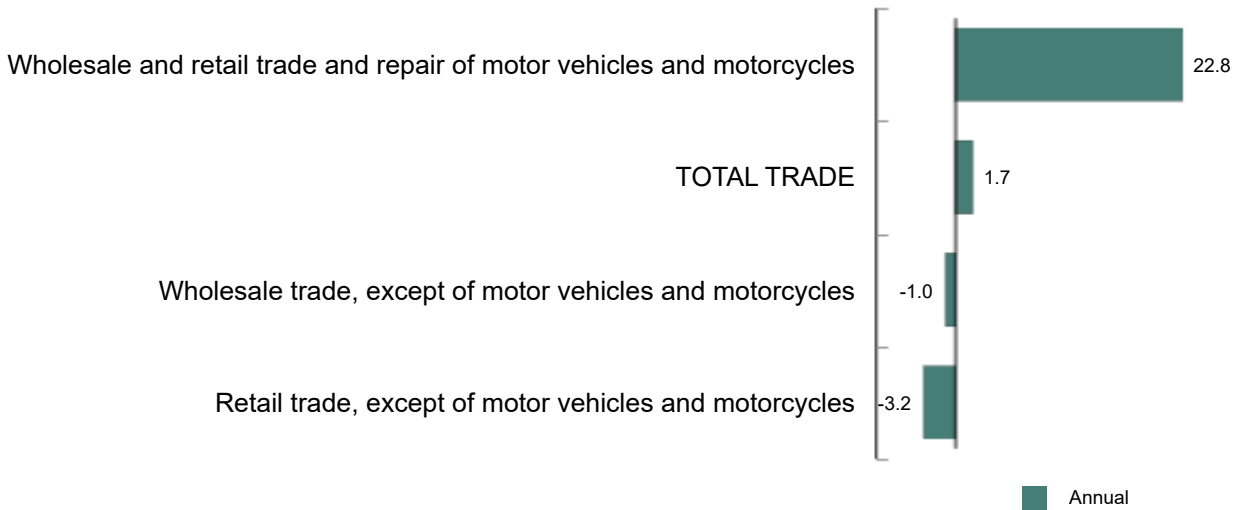 Wholesale and retail trade and repair of motor vehicles and motorcycles 22.8
TOTAL TRADE 1.7
Wholesale trade, except of motor vehicles and motorcycles -1.0
Retail trade, except of motor vehicles and motorcycles -3.2
Annual